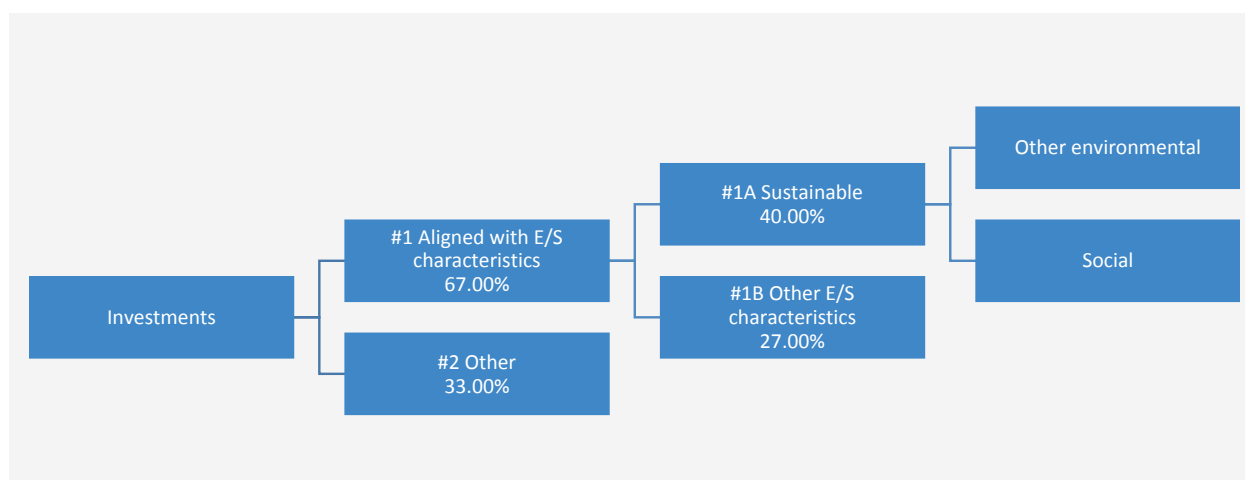 Investments
#1 Aligned with E/S
characteristics
67.00%
#2 Other
33.00%
#1A Sustainable
40.00%
#1B Other E/S
characteristics
27.00%
Other environmental
Social